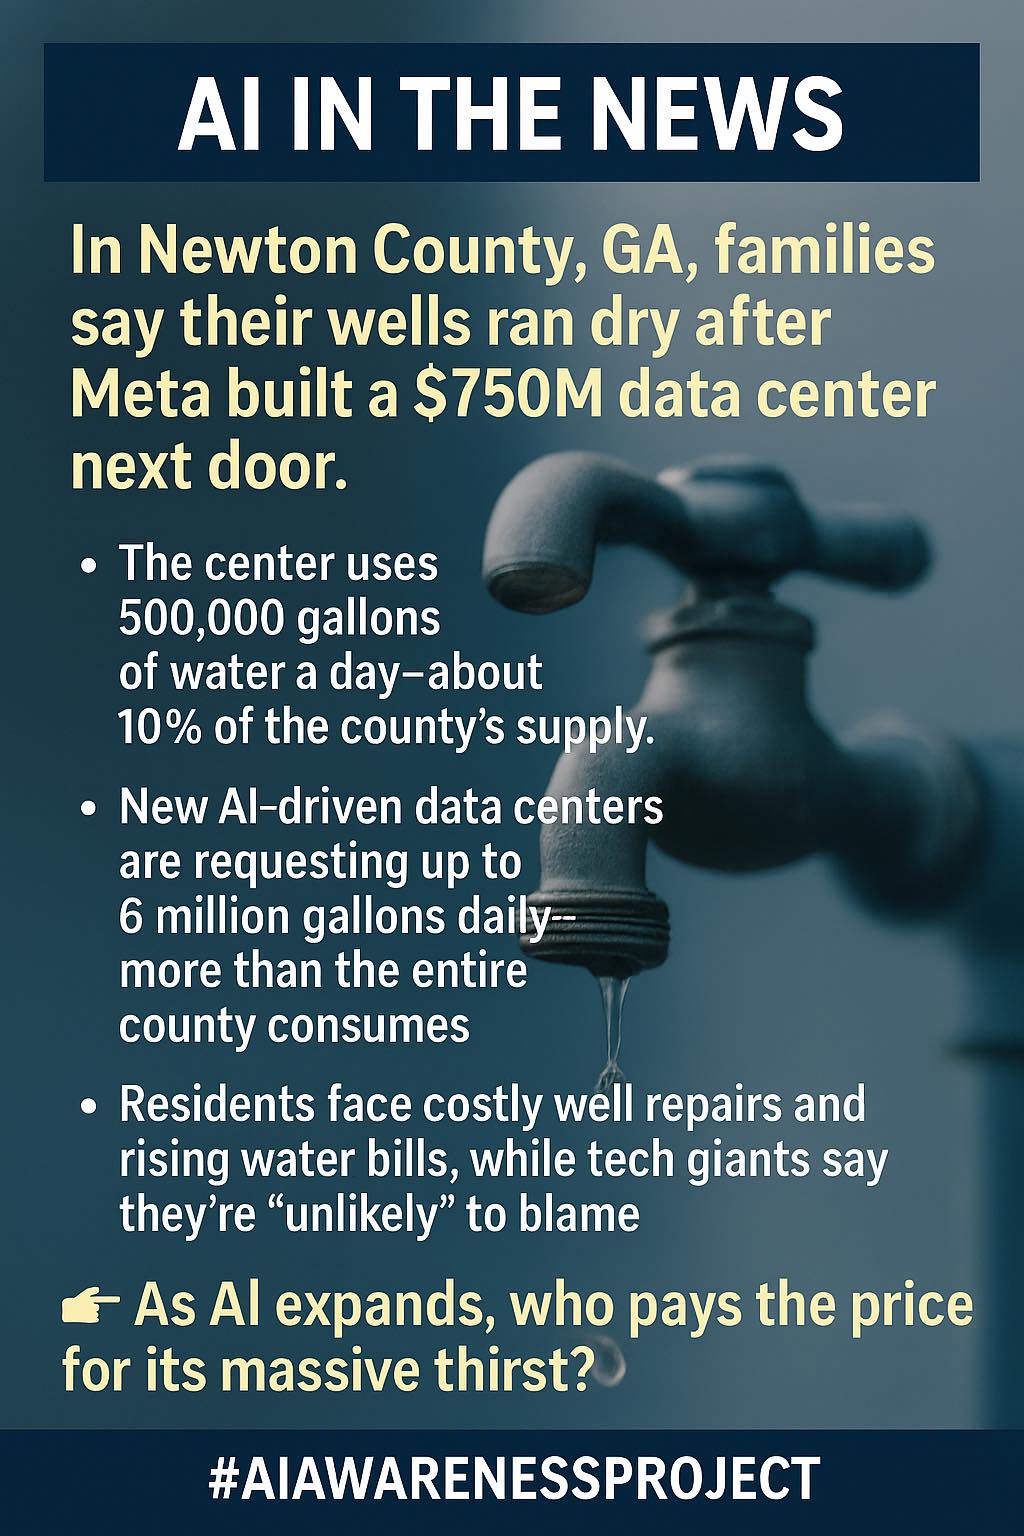 AI IN THE NEWS
In Newton County, GA, families
say their wells ran dry after
Meta built a $750M data center
next door.
• The center uses
500,000 gallons
of water a day–about
10% of the county’s supply.
• New AI-driven data centers
are requesting up to
6 million gallons daily--
more than the entire
county consumes
• Residents face costly well repairs and
rising water bills, while tech giants say
they’re “unlikely” to blame
☛ As AI expands, who pays the price
for its massive thirst?
#AIAWARENESSPROJECT